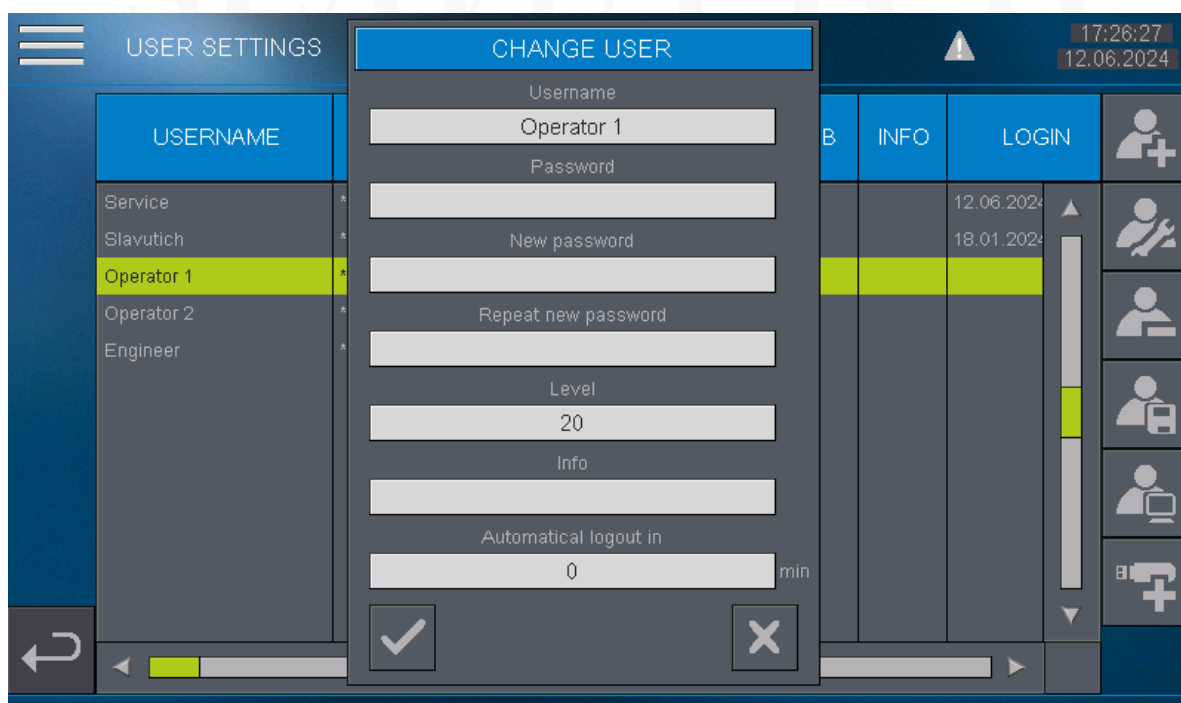 USER SETTINGS
CHANGE USER
17:26:27
12.06.2024
USERNAME
B
INFO
LOGIN
Username
Operator 1
Password
New password
Repeat new password
Level
20
Info
Automatical logout in
0
min
Service
*
12.06.2024
Slavutich
*
18.01.2024
Operator 1
*
Operator 2
*
Engineer
*